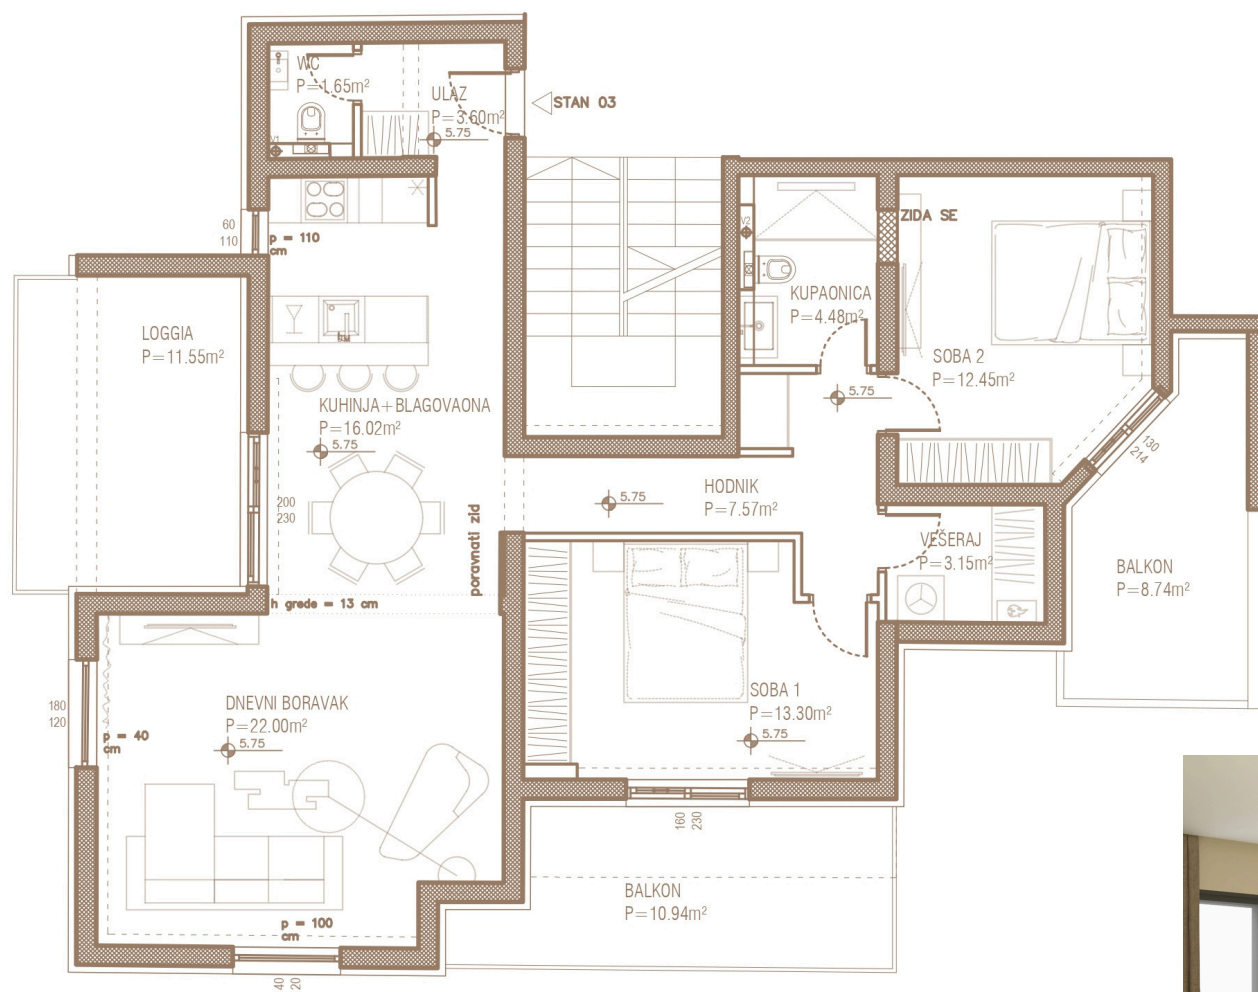 WC
P=1.65m²
ULAZ
P=3.60m²
5.75
STAN 03
V1
60
110
p = 110
cm
LOGGIA
P=11.55m²
KUHINJA+BLAGOVAONA
P=16.02m²
5.75
200
230
poravnati zid
h grede = 13 cm
V2
KUPAONICA
P=4.48m²
5.75
ZIDA SE
SOBA 2
P=12.45m²
130
214
HODNIK
P=7.57m²
5.75
VEŠERAJ
P=3.15m²
BALKON
P=8.74m²
180
120
p = 40
cm
DNEVNI BORAVAK
P=22.00m²
5.75
SOBA 1
P=13.30m²
5.75
160
230
BALKON
P=10.94m²
p = 100
cm
40
20